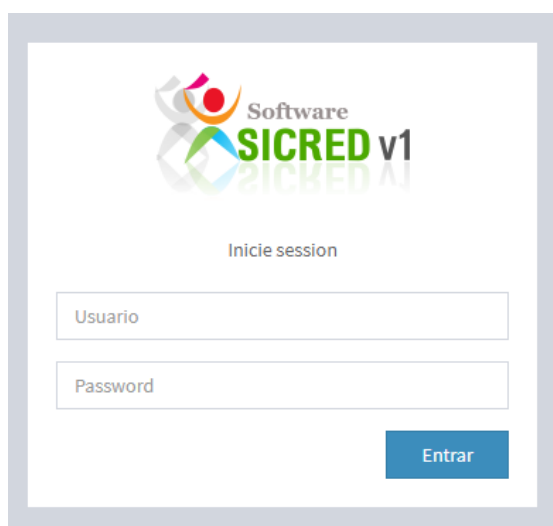 Software
SICRED v1
Inicie session
Usuario
Password
Entrar